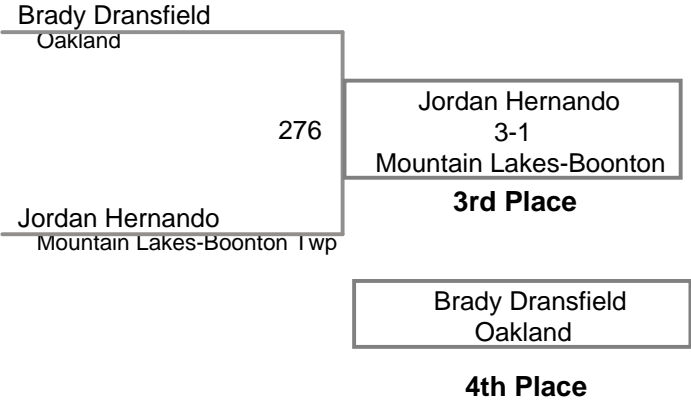 Brady Dransfield
Oakland
276
Jordan Hernando
3-1
Mountain Lakes-Boonton
3rd Place
Jordan Hernando
Mountain Lakes-Boonton Twp
Brady Dransfield
Oakland
4th Place